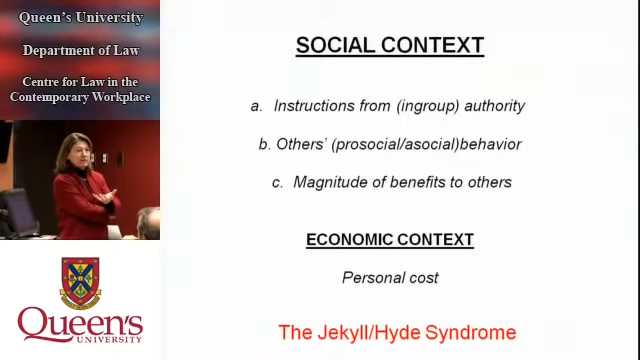 Queen's University
Department of Law
Centre for Law in the
Contemporary Workplace
Queen's
UNIVERSITY
SOCIAL CONTEXT
a. Instructions from (ingroup) authority
b. Others' (prosocial/asocial)behavior
c. Magnitude of benefits to others
ECONOMIC CONTEXT
Personal cost
The Jekyll/Hyde Syndrome